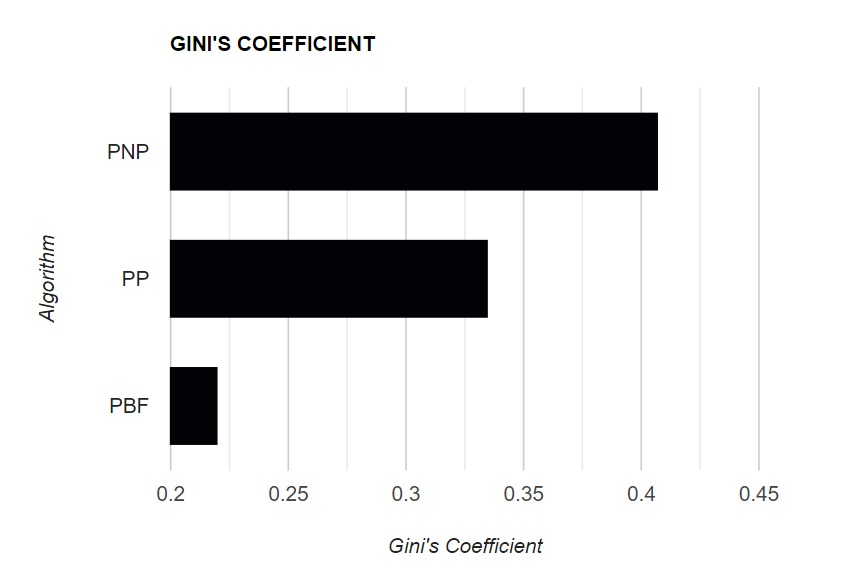 GINI'S COEFFICIENT
PNP
PP
PBF
Algorithm
0.2 0.25 0.3 0.35 0.4 0.45
Gini's Coefficient